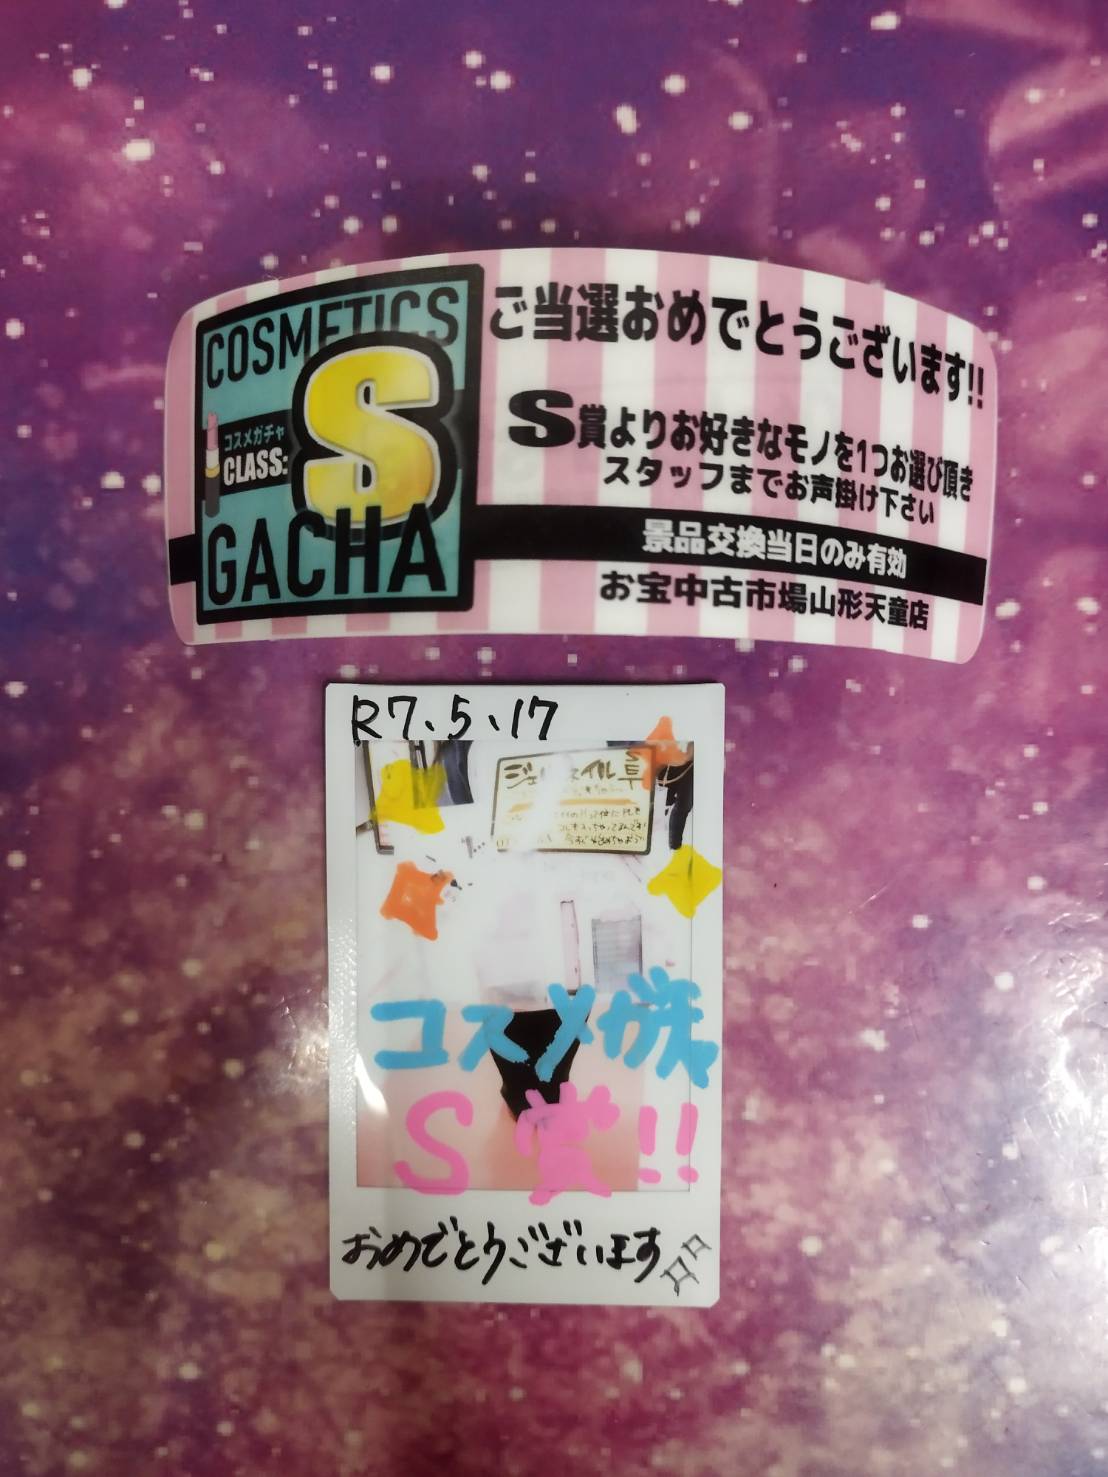 COSMETICS
コスメガチャ
CLASS:
S
GACHA
ご当選おめでとうございます!!
S賞よりお好きなモノを1つお選び頂き
スタッフまでお声掛け下さい
景品交換当日のみ有効
お宝中古市場山形天童店
R7.5.17
コスメガチャ
S賞!!
おめでとうございます